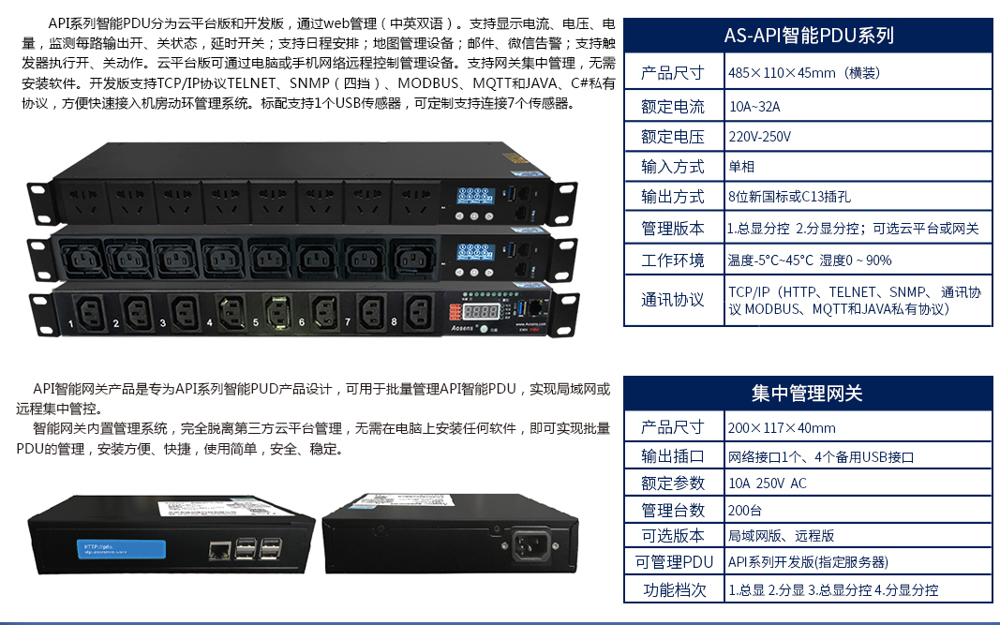 API系列智能PDU分为云平台版和开发版，通过web管理（中英双语）。支持显示电流、电压、电
量，监测每路输出开、关状态，延时开关；支持日程安排；地图管理设备；邮件、微信告警；支持触
发器执行开、关动作。云平台版可通过电脑或手机网络远程控制管理设备。支持网关集中管理，无需
安装软件。开发版支持TCP/IP协议TELNET、SNMP（四挡）、MODBUS、MQTT和JAVA、C#私有
协议，方便快速接入机房动环管理系统。标配支持1个USB传感器，可定制支持连接7个传感器。
AS-API智能PDU系列
产品尺寸 485×110×45mm（横装）
额定电流 10A~32A
额定电压 220V-250V
输入方式 单相
输出方式 8位新国标或C13插孔
管理版本 1.总显分控 2.分显分控；可选云平台或网关
工作环境 温度-5°C~45°C 湿度0 ~ 90%
通讯协议 TCP/IP（HTTP、TELNET、SNMP、 通讯协
议 MODBUS、MQTT和JAVA私有协议）
1 2 3 4 5 6 7 8
Aosens
www.Aosens.com
API智能网关产品是专为API系列智能PUD产品设计，可用于批量管理API智能PDU，实现局域网或
远程集中管控。
智能网关内置管理系统，完全脱离第三方云平台管理，无需在电脑上安装任何软件，即可实现批量
PDU的管理，安装方便、快捷，使用简单，安全、稳定。
集中管理网关
产品尺寸 200×117×40mm
输出插口 网络接口1个、4个备用USB接口
额定参数 10A 250V AC
管理台数 200台
可选版本 局域网版、远程版
可管理PDU API系列开发版(指定服务器)
功能档次 1.总显 2.分显 3.总显分控 4.分显分控